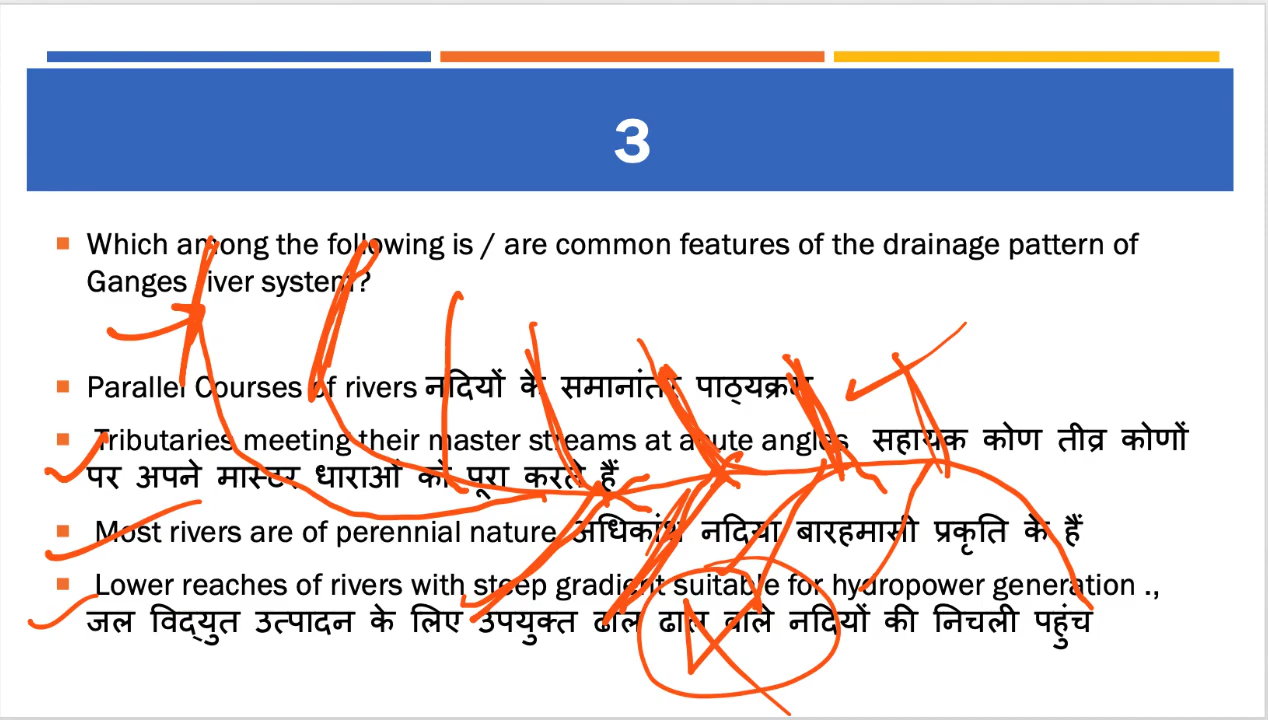 3
Which among the following is / are common features of the drainage pattern of
Ganges river system?
Parallel Courses of rivers नदियों के समानांतर पाठ्यक्रम
Tributaries meeting their master streams at acute angles सहायक कोण तीव्र कोणों
पर अपने मास्टर धाराओं को पूरा करते हैं
Most rivers are of perennial nature अधिकांश नदिया बारहमासी प्रकृति के हैं
Lower reaches of rivers with steep gradient suitable for hydropower generation .,
जल विद्युत उत्पादन के लिए उपयुक्त ढाल ढाल वाले नदियों की निचली पहुंच